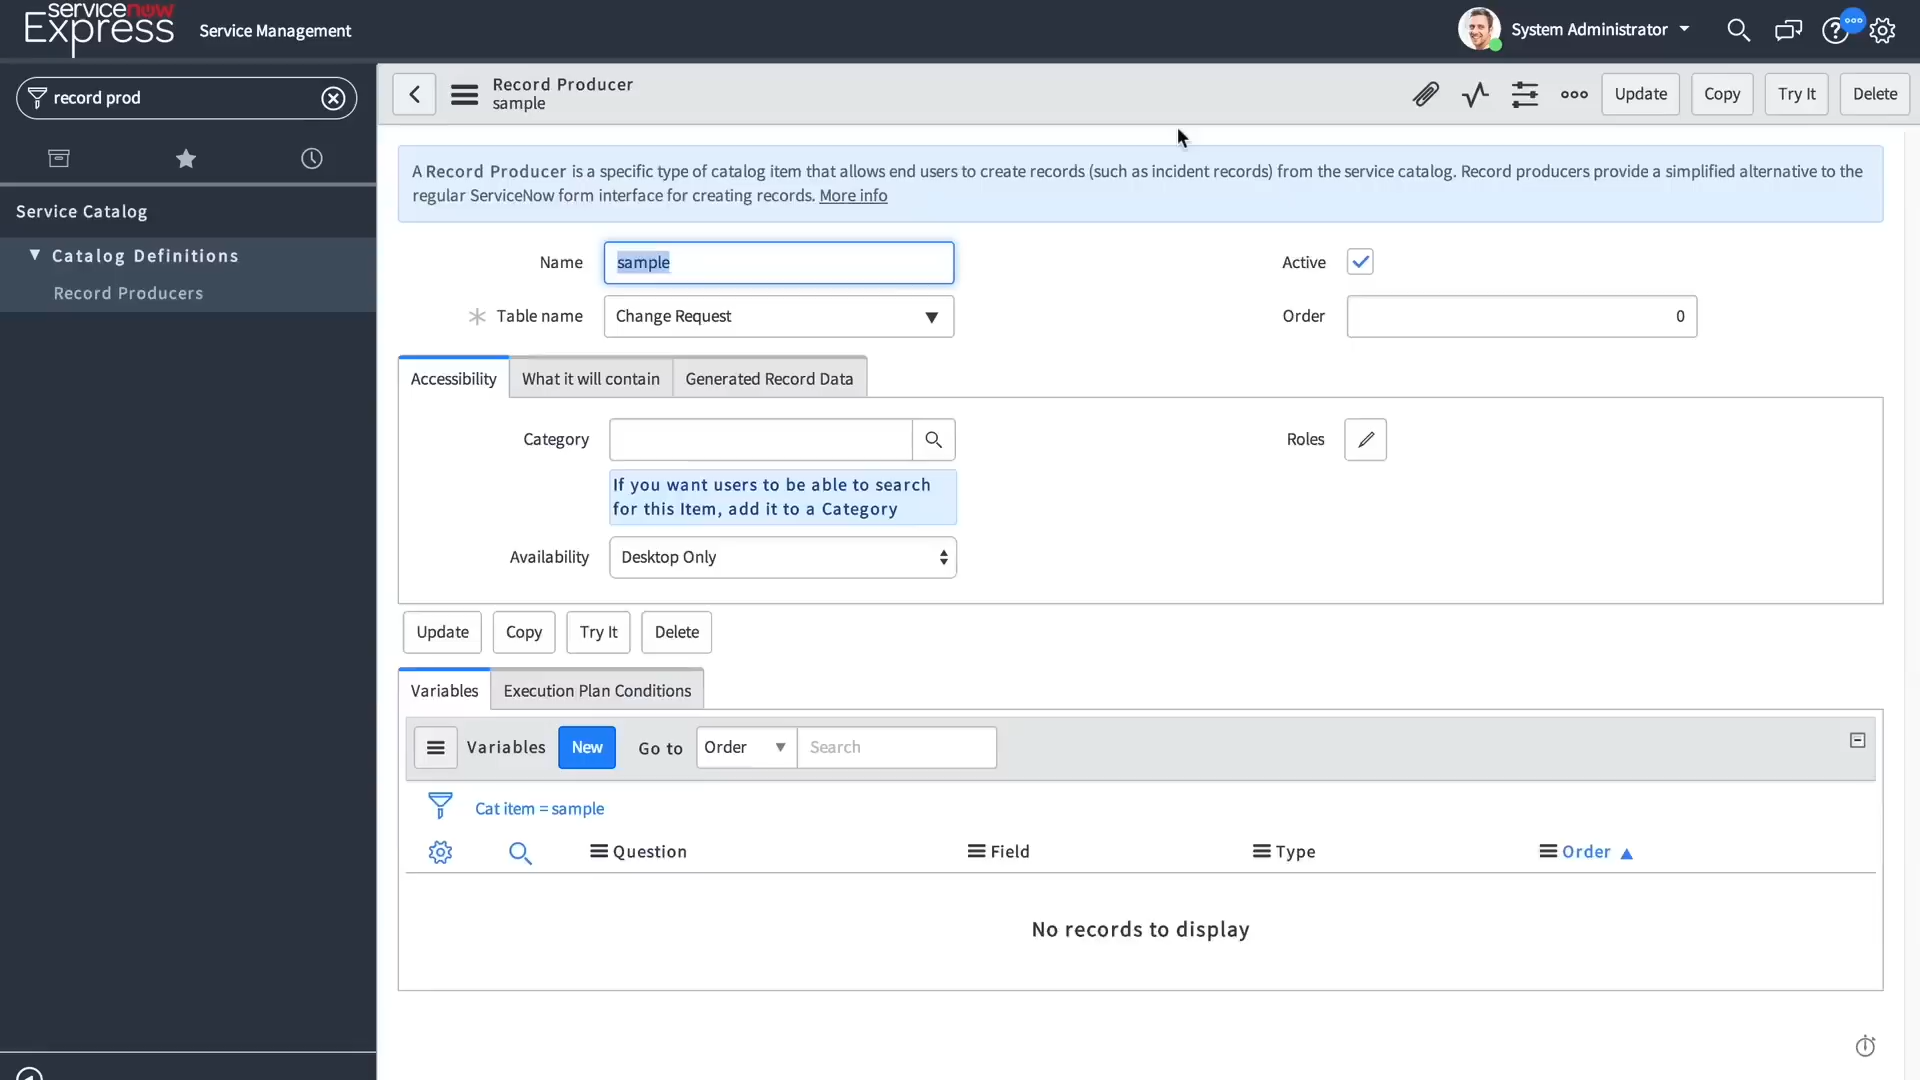 servicenow
Express
Service Management
System Administrator
record prod
Record Producer
sample
Update
Copy
Try It
Delete
Service Catalog
Catalog Definitions
Record Producers
A Record Producer is a specific type of catalog item that allows end users to create records (such as incident records) from the service catalog. Record producers provide a simplified alternative to the
regular ServiceNow form interface for creating records. More info
Name
sample
Active
Table name
Change Request
Order
0
Accessibility
What it will contain
Generated Record Data
Category
Roles
If you want users to be able to search
for this Item, add it to a Category
Availability
Desktop Only
Update
Copy
Try It
Delete
Variables
Execution Plan Conditions
Variables
New
Go to
Order
Search
Cat item = sample
Question
Field
Type
Order
No records to display